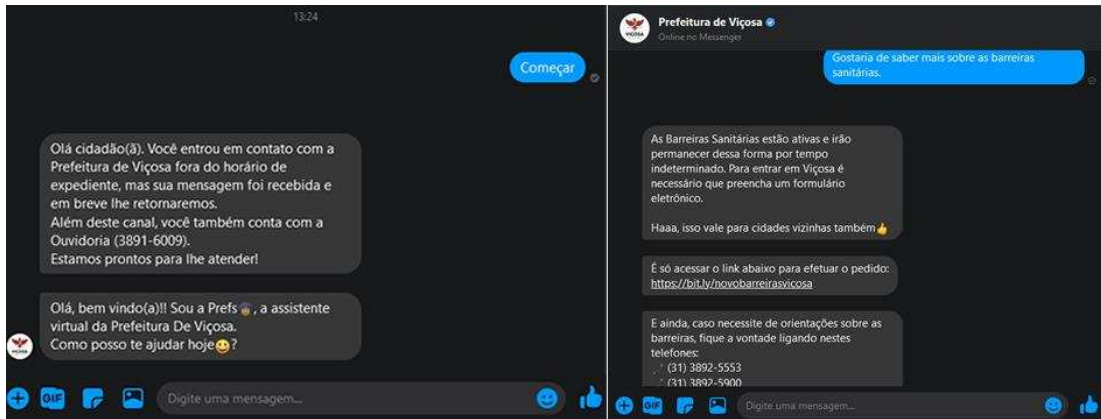 13:24
Começar
Olá cidadão(ã). Você entrou em contato com a
Prefeitura de Viçosa fora do horário de
expediente, mas sua mensagem foi recebida e
em breve lhe retornaremos.
Além deste canal, você também conta com a
Ouvidoria (3891-6009).
Estamos prontos para lhe atender!
Olá, bem vindo(a)!! Sou a Prefs, a assistente
virtual da Prefeitura De Viçosa.
Como posso te ajudar hoje😃?
VIÇOSA
GIF
Digite uma mensagem...
VIÇOSA
Prefeitura de Viçosa
Online no Messenger
Gostaria de saber mais sobre as barreiras
sanitárias.
As Barreiras Sanitárias estão ativas e irão
permanecer dessa forma por tempo
indeterminado. Para entrar em Viçosa é
necessário que preencha um formulário
eletrônico.
Haaa, isso vale para cidades vizinhas também👍
É só acessar o link abaixo para efetuar o pedido:
https://bit.ly/novobarreirasvicosa
E ainda, caso necessite de orientações sobre as
barreiras, fique a vontade ligando nestes
telefones:
(31) 3892-5553
(31) 3892-5900
GIF
Digite uma mensagem...